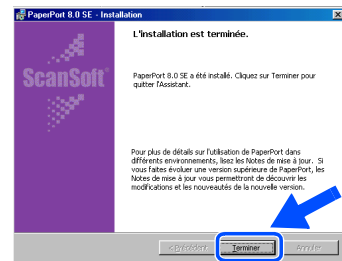 PaperPort 8.0 SE - Installation
L'installation est terminée.
ScanSoft®
PaperPort 8.0 SE a été installé. Cliquez sur Terminer pour
quitter l'Assistant.
Pour plus de détails sur l'utilisation de PaperPort dans
différents environnements, lisez les Notes de mise à jour. Si
vous faites évoluer une version supérieure de PaperPort, les
Notes de mise à jour vous permettront de découvrir les
modifications et les nouveautés de la nouvelle version.
< Précédent Terminer Annuler